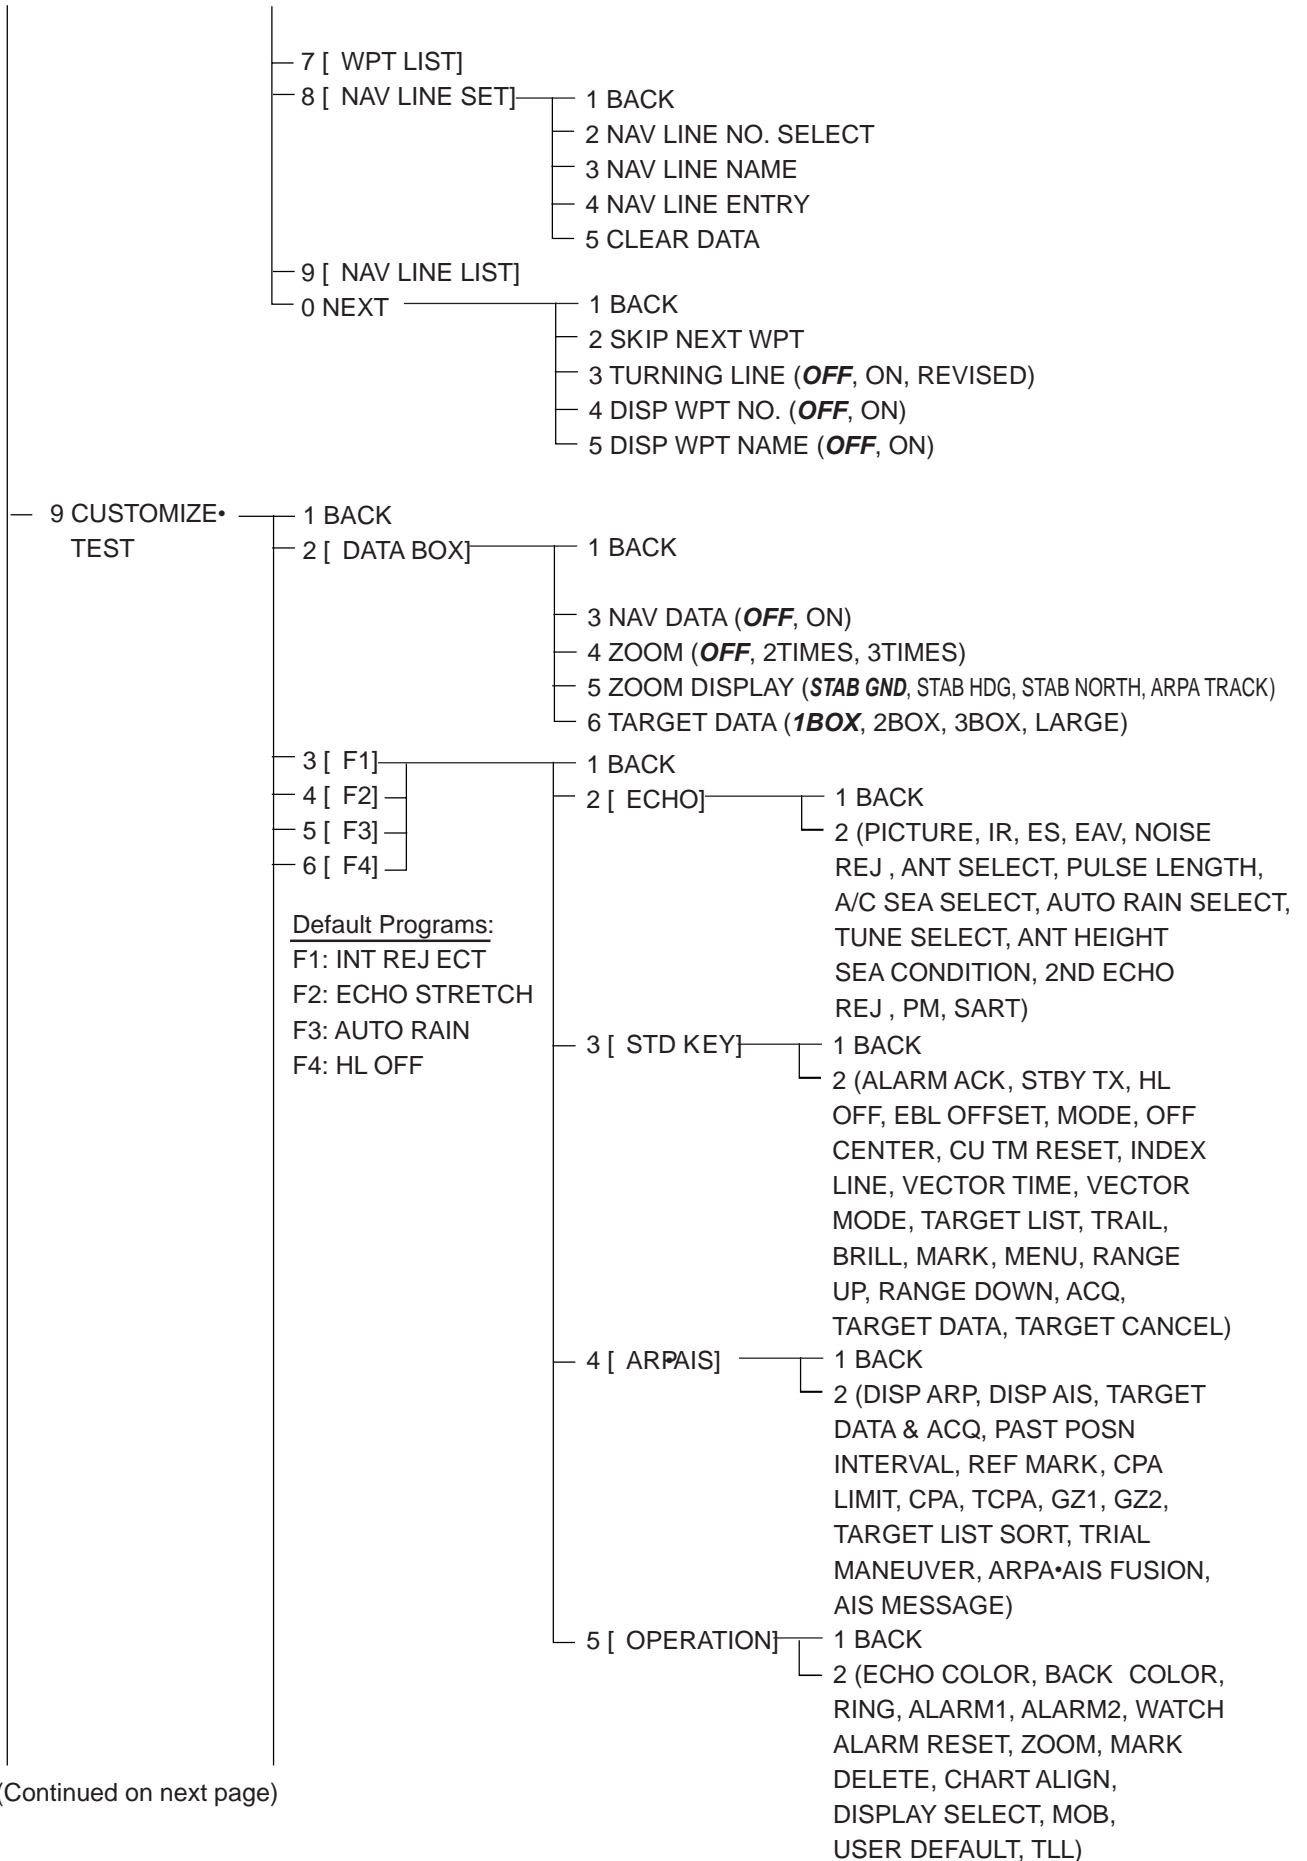 7 [ WPT LIST]
8 [ NAV LINE SET]
1 BACK
2 NAV LINE NO. SELECT
3 NAV LINE NAME
4 NAV LINE ENTRY
5 CLEAR DATA
9 [ NAV LINE LIST]
0 NEXT
1 BACK
2 SKIP NEXT WPT
3 TURNING LINE (OFF, ON, REVISED)
4 DISP WPT NO. (OFF, ON)
5 DISP WPT NAME (OFF, ON)
9 CUSTOMIZE•
TEST
1 BACK
2 [ DATA BOX]
1 BACK
3 NAV DATA (OFF, ON)
4 ZOOM (OFF, 2TIMES, 3TIMES)
5 ZOOM DISPLAY (STAB GND, STAB HDG, STAB NORTH, ARPA TRACK)
6 TARGET DATA (1BOX, 2BOX, 3BOX, LARGE)
3 [ F1]
4 [ F2]
5 [ F3]
6 [ F4]
Default Programs:
F1: INT REJ ECT
F2: ECHO STRETCH
F3: AUTO RAIN
F4: HL OFF
1 BACK
2 [ ECHO]
1 BACK
2 (PICTURE, IR, ES, EAV, NOISE
REJ , ANT SELECT, PULSE LENGTH,
A/C SEA SELECT, AUTO RAIN SELECT,
TUNE SELECT, ANT HEIGHT
SEA CONDITION, 2ND ECHO
REJ , PM, SART)
3 [ STD KEY]
1 BACK
2 (ALARM ACK, STBY TX, HL
OFF, EBL OFFSET, MODE, OFF
CENTER, CU TM RESET, INDEX
LINE, VECTOR TIME, VECTOR
MODE, TARGET LIST, TRAIL,
BRILL, MARK, MENU, RANGE
UP, RANGE DOWN, ACQ,
TARGET DATA, TARGET CANCEL)
4 [ ARP•AIS]
1 BACK
2 (DISP ARP, DISP AIS, TARGET
DATA & ACQ, PAST POSN
INTERVAL, REF MARK, CPA
LIMIT, CPA, TCPA, GZ1, GZ2,
TARGET LIST SORT, TRIAL
MANEUVER, ARPA•AIS FUSION,
AIS MESSAGE)
5 [ OPERATION]
1 BACK
2 (ECHO COLOR, BACK COLOR,
RING, ALARM1, ALARM2, WATCH
ALARM RESET, ZOOM, MARK
DELETE, CHART ALIGN,
DISPLAY SELECT, MOB,
USER DEFAULT, TLL)
(Continued on next page)